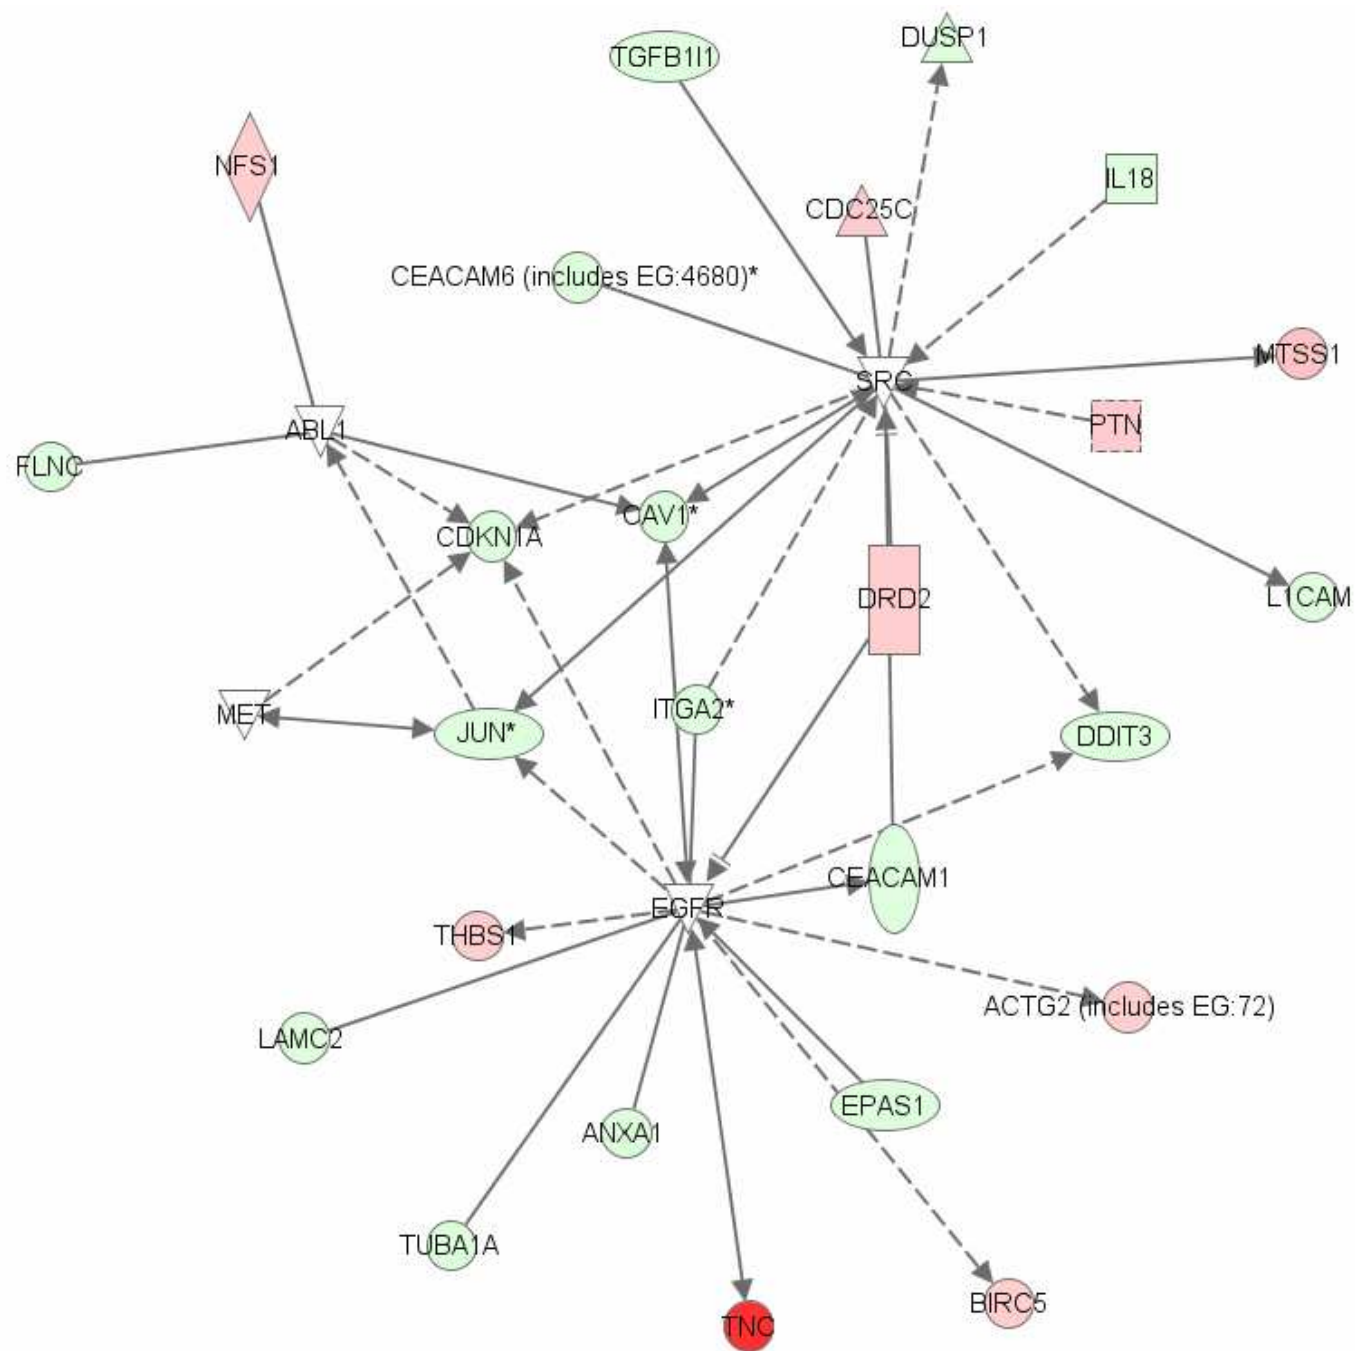 DUSP1
TGFB1I1
NFS1
IL18
CDC25C
CEACAM6 (includes EG:4680)*
MTSS1
SRC
PTN
ABL1
FLNC
CAV1*
CDKN1A
DRD2
L1CAM
MET
ITGA2*
JUN*
DDIT3
CEACAM1
EGFR
THBS1
ACTG2 (includes EG:72)
LAMC2
EPAS1
ANXA1
TUBA1A
BIRC5
TNC